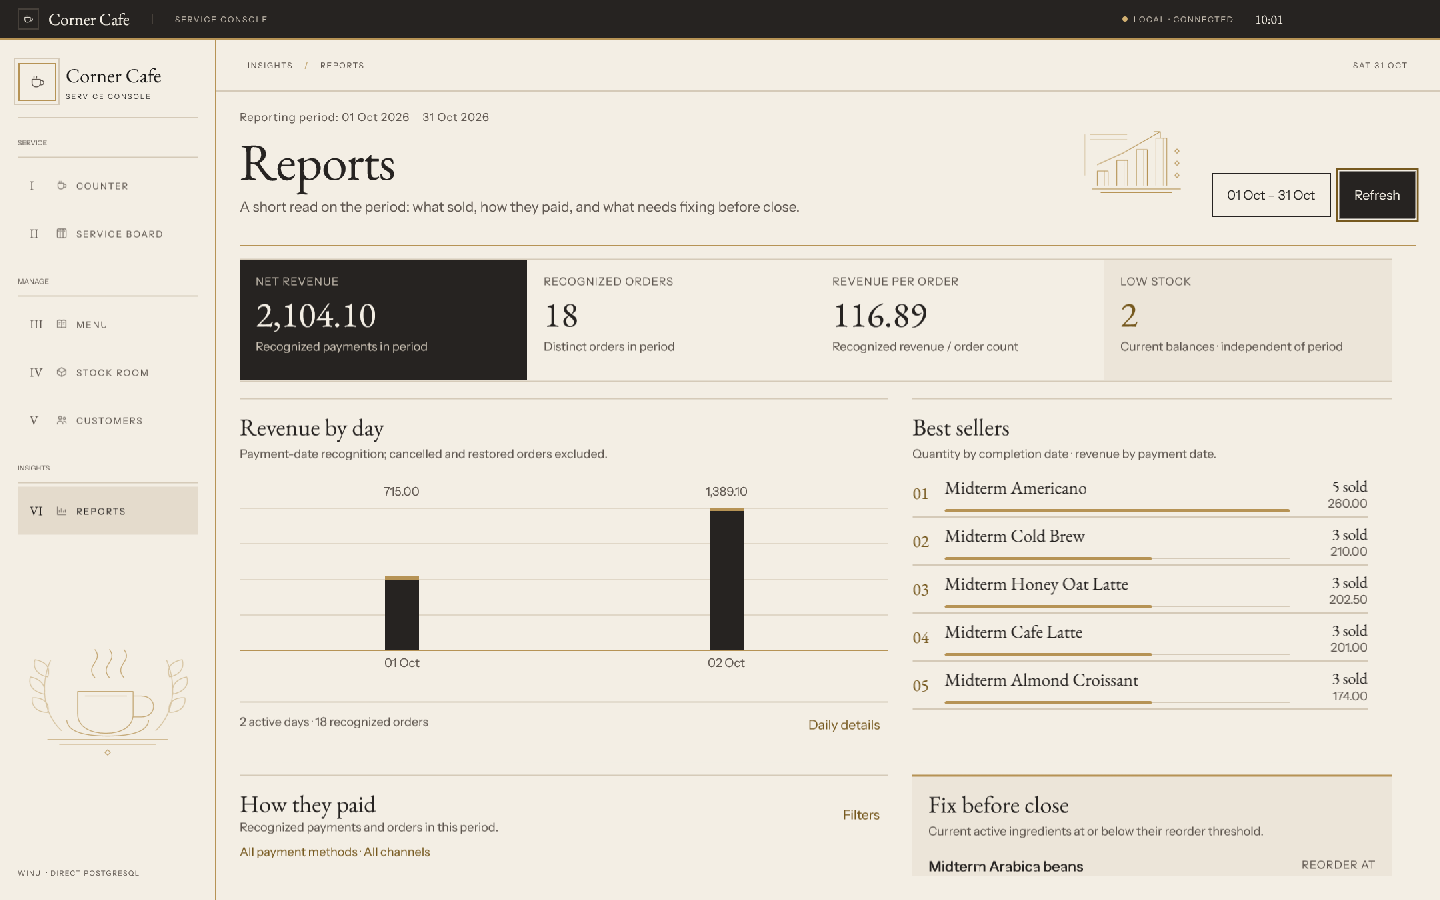 Corner Cafe
SERVICE CONSOLE
LOCAL · CONNECTED
10:01
Corner Cafe
SERVICE CONSOLE
SERVICE
I COUNTER
II SERVICE BOARD
MANAGE
III MENU
IV STOCK ROOM
V CUSTOMERS
INSIGHTS
VI REPORTS
WINUI · DIRECT POSTGRESQL
INSIGHTS / REPORTS
SAT 31 OCT
Reporting period: 01 Oct 2026 31 Oct 2026
Reports
A short read on the period: what sold, how they paid, and what needs fixing before close.
01 Oct – 31 Oct
Refresh
NET REVENUE
2,104.10
Recognized payments in period
RECOGNIZED ORDERS
18
Distinct orders in period
REVENUE PER ORDER
116.89
Recognized revenue / order count
LOW STOCK
2
Current balances · independent of period
Revenue by day
Payment-date recognition; cancelled and restored orders excluded.
715.00
1,389.10
01 Oct
02 Oct
2 active days · 18 recognized orders
Daily details
Best sellers
Quantity by completion date · revenue by payment date.
01 Midterm Americano 5 sold
260.00
02 Midterm Cold Brew 3 sold
210.00
03 Midterm Honey Oat Latte 3 sold
202.50
04 Midterm Cafe Latte 3 sold
201.00
05 Midterm Almond Croissant 3 sold
174.00
How they paid
Recognized payments and orders in this period.
Filters
All payment methods · All channels
Fix before close
Current active ingredients at or below their reorder threshold.
Midterm Arabica beans
REORDER AT